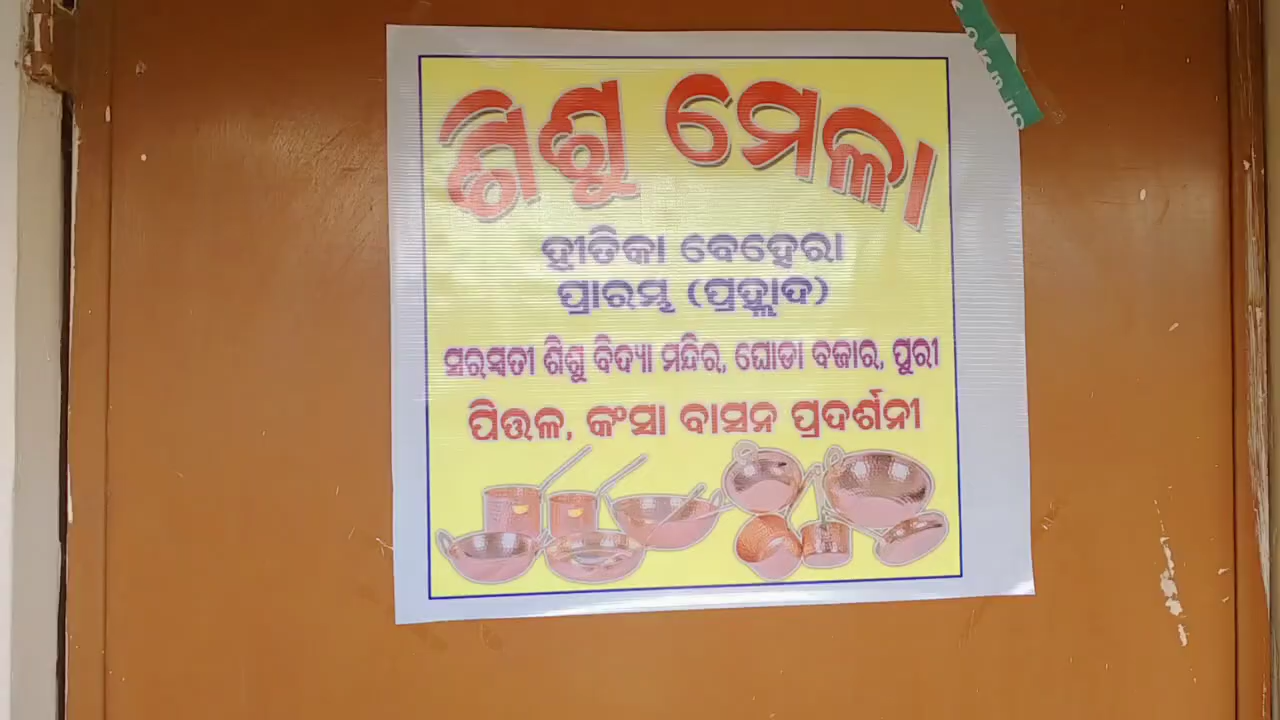 ଶିଶୁ ମେଳା
ହୀତିକା ବେହେରା
ପ୍ରାରମ୍ଭ (ପ୍ରହ୍ଲାଦ)
ସରସ୍ୱତୀ ଶିଶୁ ବିଦ୍ୟା ମନ୍ଦିର, ଘୋଡା ବଜାର, ପୁରୀ
ପିତ୍ତଳ, କଂସା ବାସନ ପ୍ରଦର୍ଶନୀ